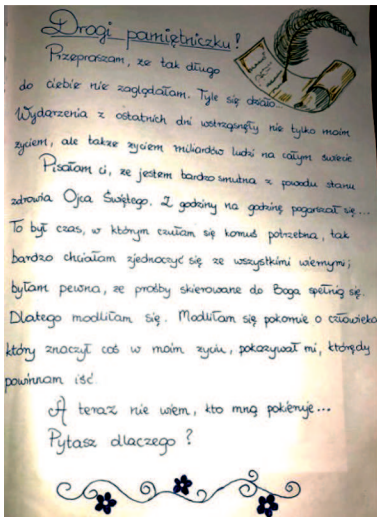 Drogi pamiętniczku!
Przepraszam, że tak długo
do ciebie nie zaglądałam. Tyle się działo...
Wydarzenia z ostatnich dni wstrząsnęły nie tylko moim
życiem, ale także życiem miliardów ludzi na całym świecie
Pisałam ci, że jestem bardzo smutna z powodu stanu
zdrowia Ojca Świętego. Z godziny na godzinę pogarszał się...
To był czas, w którym czułam się komuś potrzebna, tak
bardzo chciałam zjednoczyć się ze wszystkimi wiernymi;
byłam pewna, że prośby skierowane do Boga spełnią się.
Dlatego modliłam się. Modliłam się pokornie o człowieka
który znaczył coś w moim życiu, pokazywał mi, którędy
powinnam iść.
A teraz nie wiem, kto mną pokieruje...
Pytasz dlaczego?